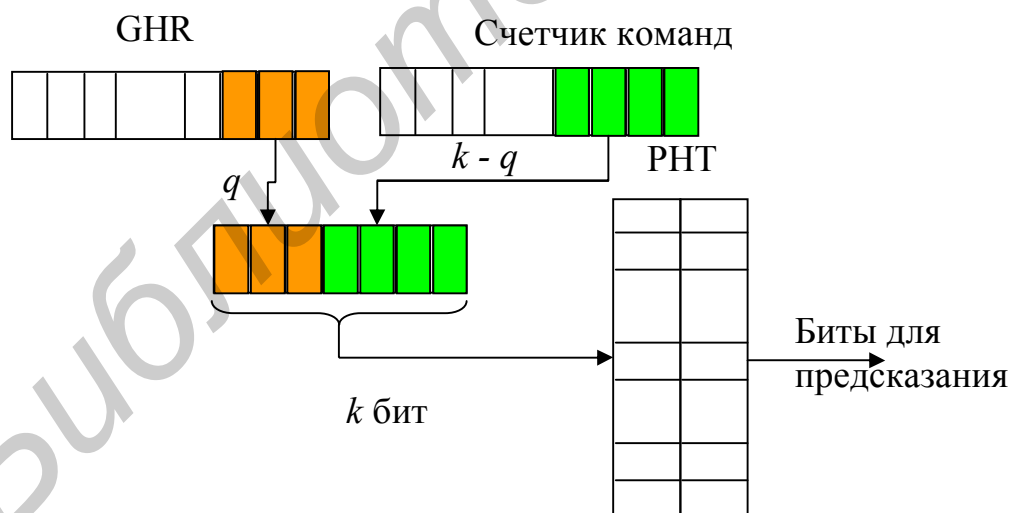 GHR
Счетчик команд
q
k - q
PHT
k бит
Биты для
предсказания